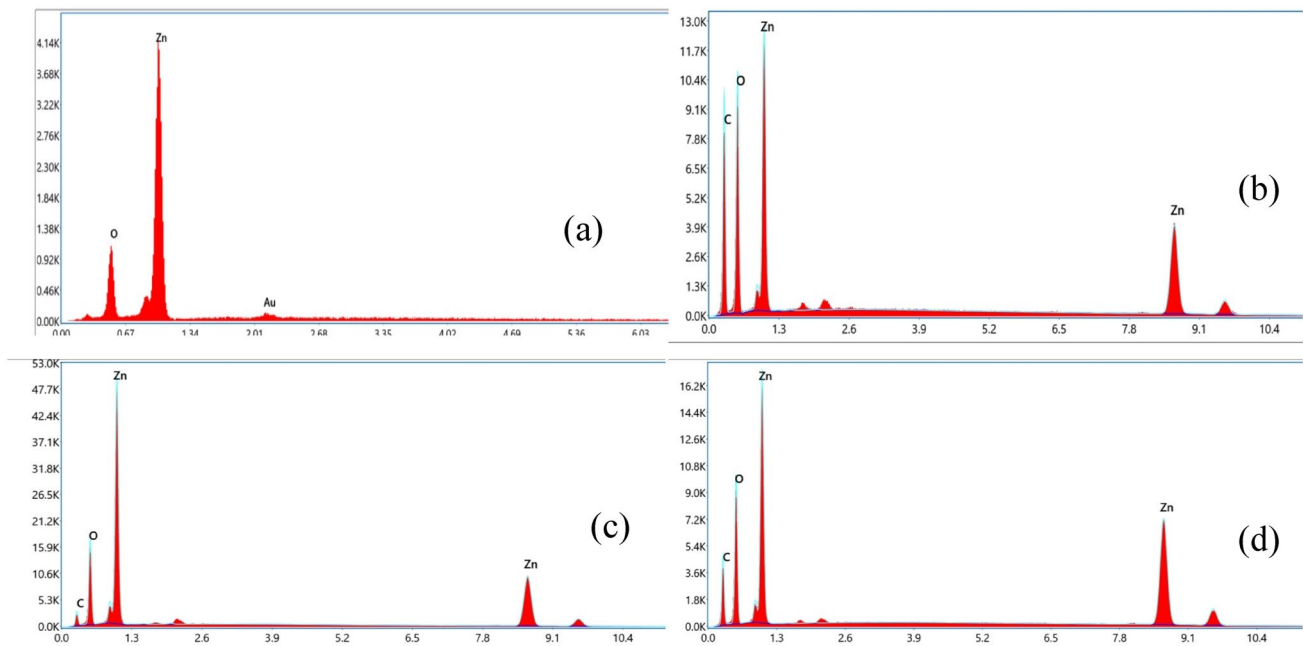 4.14K
3.68K
3.22K
2.76K
2.30K
1.84K
1.38K
0.92K
0.46K
0.00K
Zn
O
Au
(a)
0.00 0.67 1.34 2.01 2.68 3.35 4.02 4.69 5.36 6.03
13.0K
11.7K
10.4K
9.1K
7.8K
6.5K
5.2K
3.9K
2.6K
1.3K
0.0K
Zn
O
C
(b)
Zn
0.0 1.3 2.6 3.9 5.2 6.5 7.8 9.1 10.4
53.0K
47.7K
42.4K
37.1K
31.8K
26.5K
21.2K
15.9K
10.6K
5.3K
0.0K
Zn
O
C
(c)
Zn
0.0 1.3 2.6 3.9 5.2 6.5 7.8 9.1 10.4
16.2K
14.4K
12.6K
10.8K
9.0K
7.2K
5.4K
3.6K
1.8K
0.0K
Zn
O
C
Zn
(d)
0.0 1.3 2.6 3.9 5.2 6.5 7.8 9.1 10.4